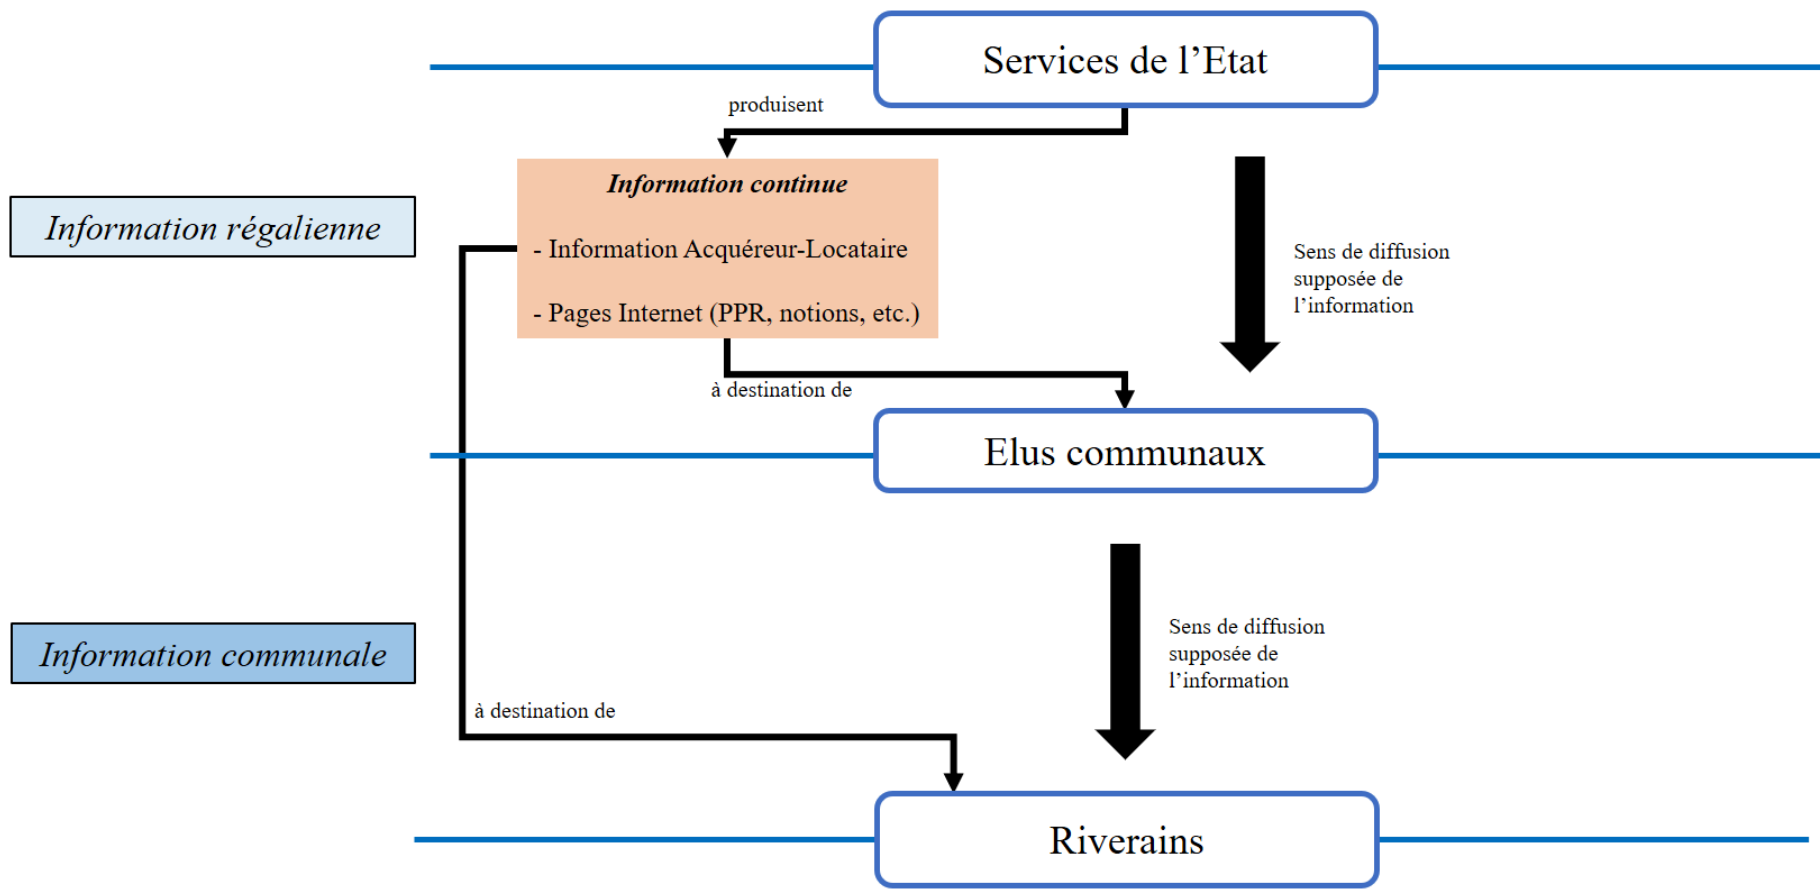 Services de l’Etat
produisent
Information continue
- Information Acquéreur-Locataire
- Pages Internet (PPR, notions, etc.)
Information régalienne
Sens de diffusion
supposée de
l’information
à destination de
Elus communaux
Information communale
Sens de diffusion
supposée de
l’information
à destination de
Riverains